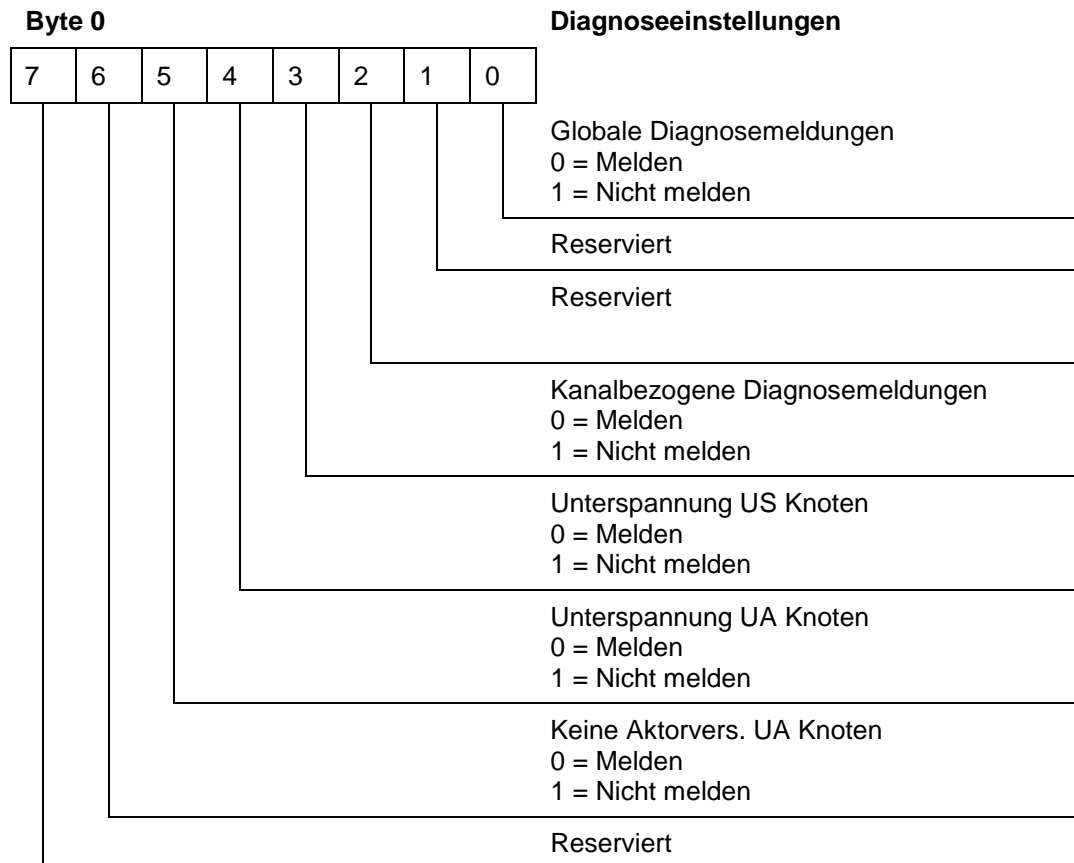 Byte 0 Diagnoseeinstellungen
7 6 5 4 3 2 1 0
Globale Diagnosemeldungen
0 = Melden
1 = Nicht melden
Reserviert
Reserviert
Kanalbezogene Diagnosemeldungen
0 = Melden
1 = Nicht melden
Unterspannung US Knoten
0 = Melden
1 = Nicht melden
Unterspannung UA Knoten
0 = Melden
1 = Nicht melden
Keine Aktorvers. UA Knoten
0 = Melden
1 = Nicht melden
Reserviert